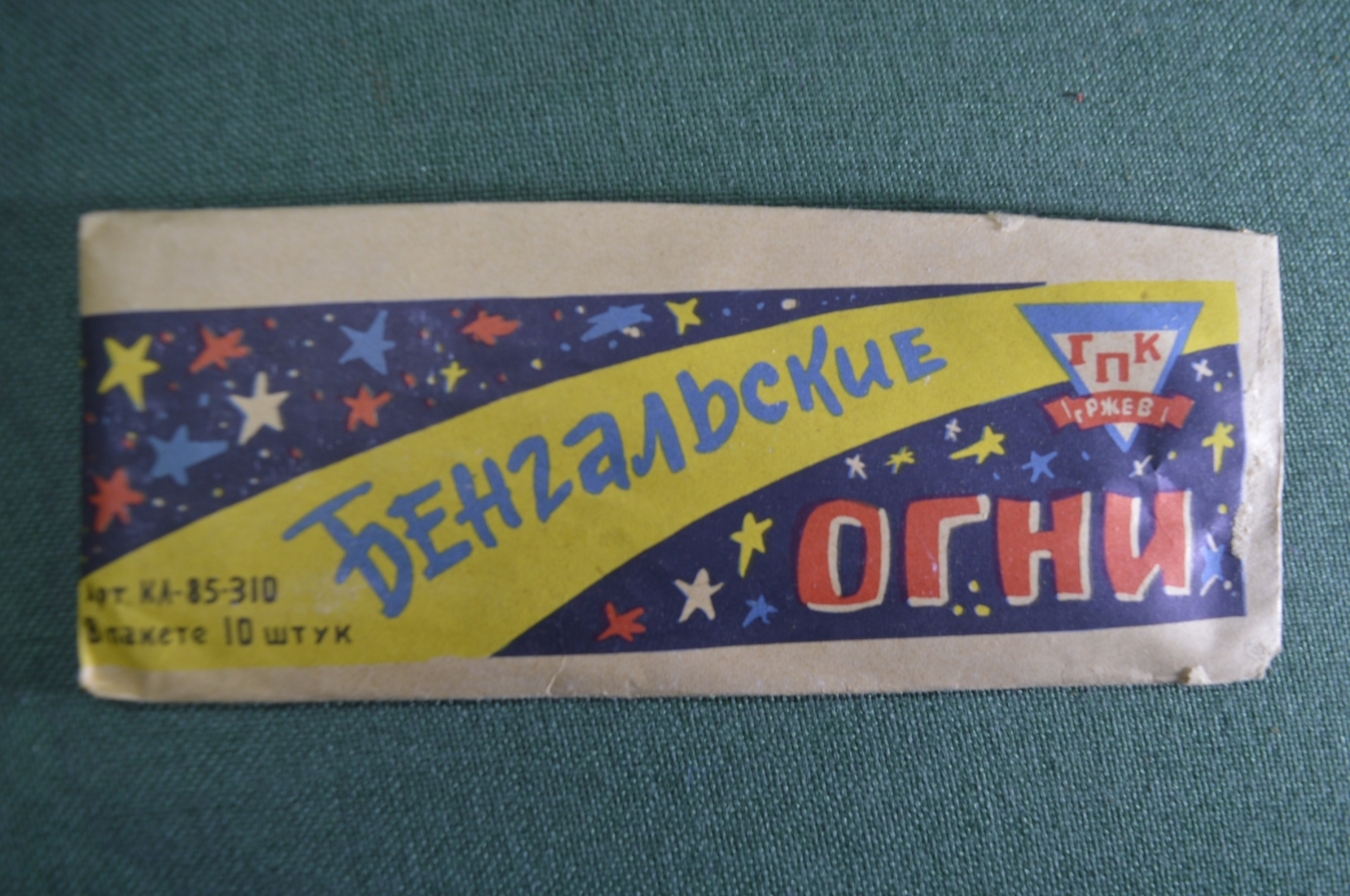 Бенгальские
ГПК
г. РЖЕВ
ОГНИ
Арт. КА-85-310
В пакете 10 штук